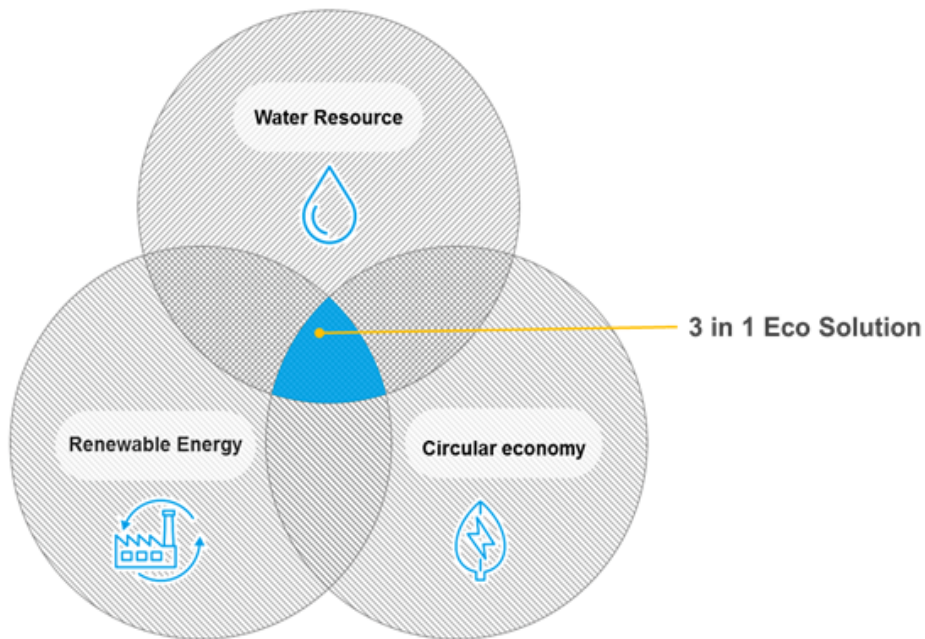 Water Resource
3 in 1 Eco Solution
Renewable Energy
Circular economy